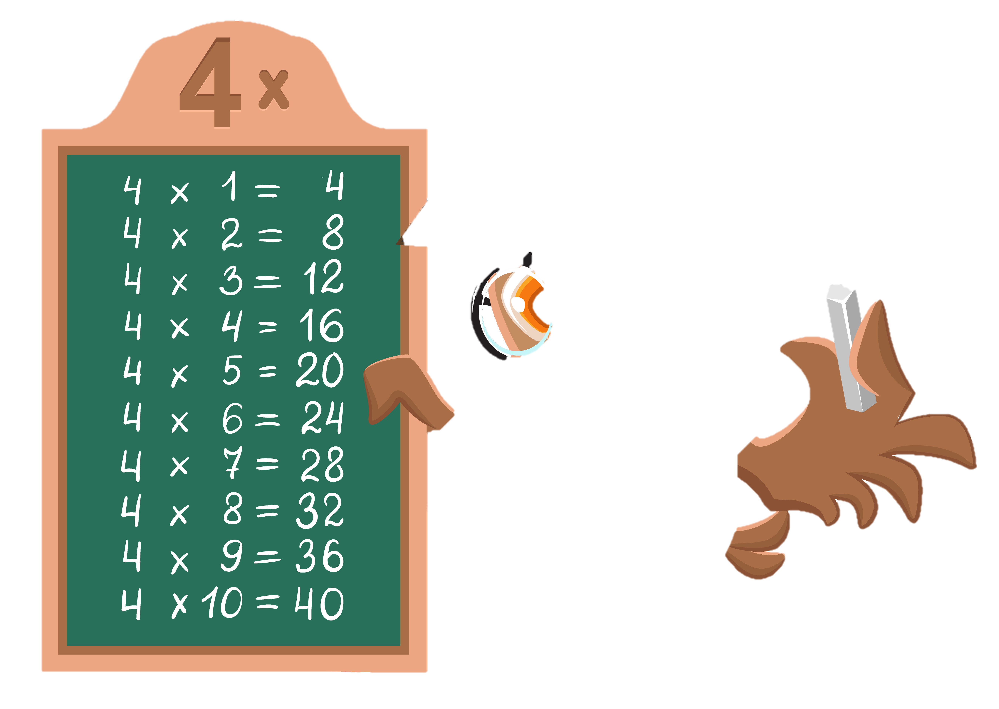 4 x
4 x 1 = 4
4 x 2 = 8
4 x 3 = 12
4 x 4 = 16
4 x 5 = 20
4 x 6 = 24
4 x 7 = 28
4 x 8 = 32
4 x 9 = 36
4 x 10 = 40